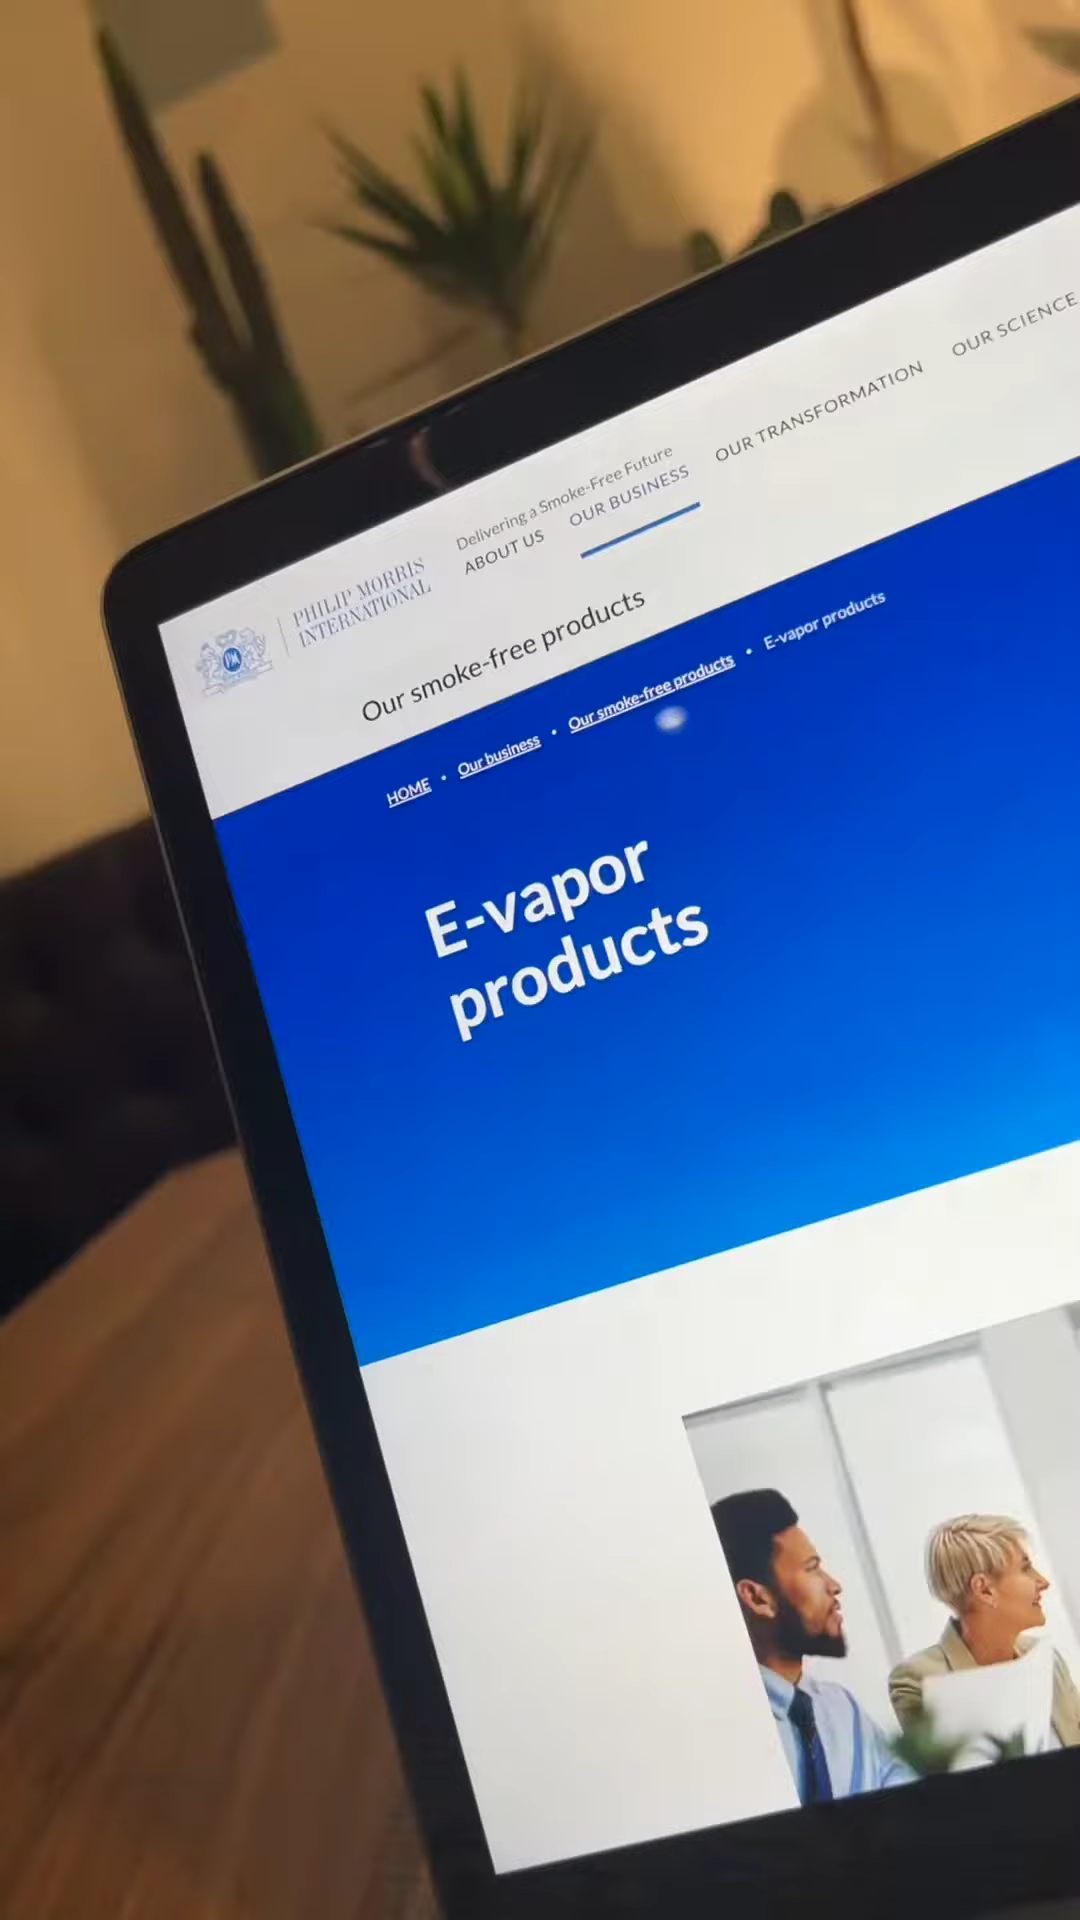 PHILIP MORRIS
INTERNATIONAL
PM
Delivering a Smoke-Free Future
ABOUT US
OUR BUSINESS
OUR TRANSFORMATION
OUR SCIENCE
Our smoke-free products
HOME • Our business • Our smoke-free products • E-vapor products
E-vapor
products